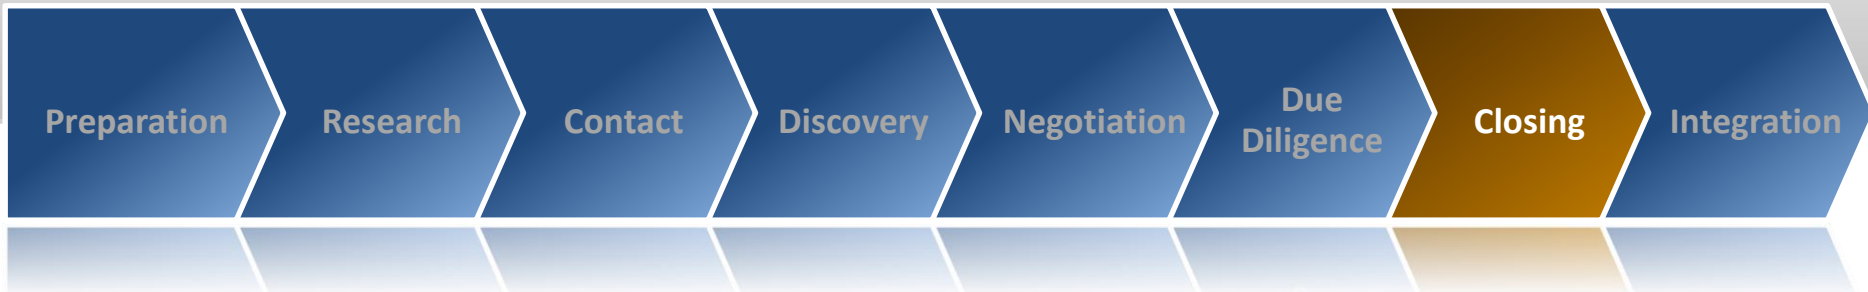 Preparation
Research
Contact
Discovery
Negotiation
Due
Diligence
Closing
Integration